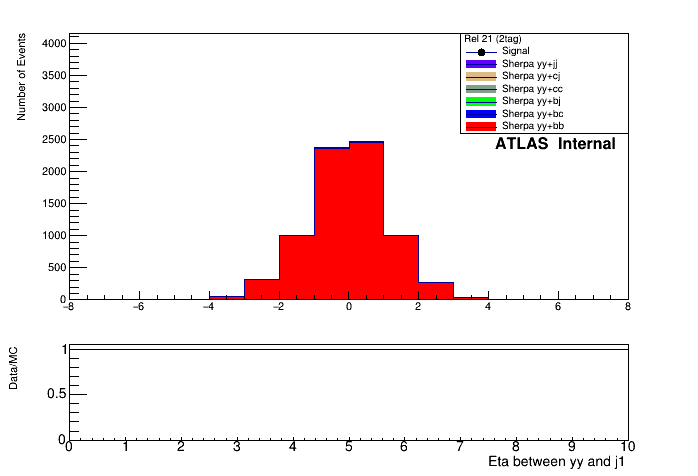 Number of Events
4000
3500
3000
2500
2000
1500
1000
500
0
−8 −6 −4 −2 0 2 4 6 8
Rel 21 (2tag)
Signal
Sherpa yy+jj
Sherpa yy+cj
Sherpa yy+cc
Sherpa yy+bj
Sherpa yy+bc
Sherpa yy+bb
ATLAS Internal
Data/MC
1
0.5
0
0 1 2 3 4 5 6 7 8 9 10
Eta between yy and j1